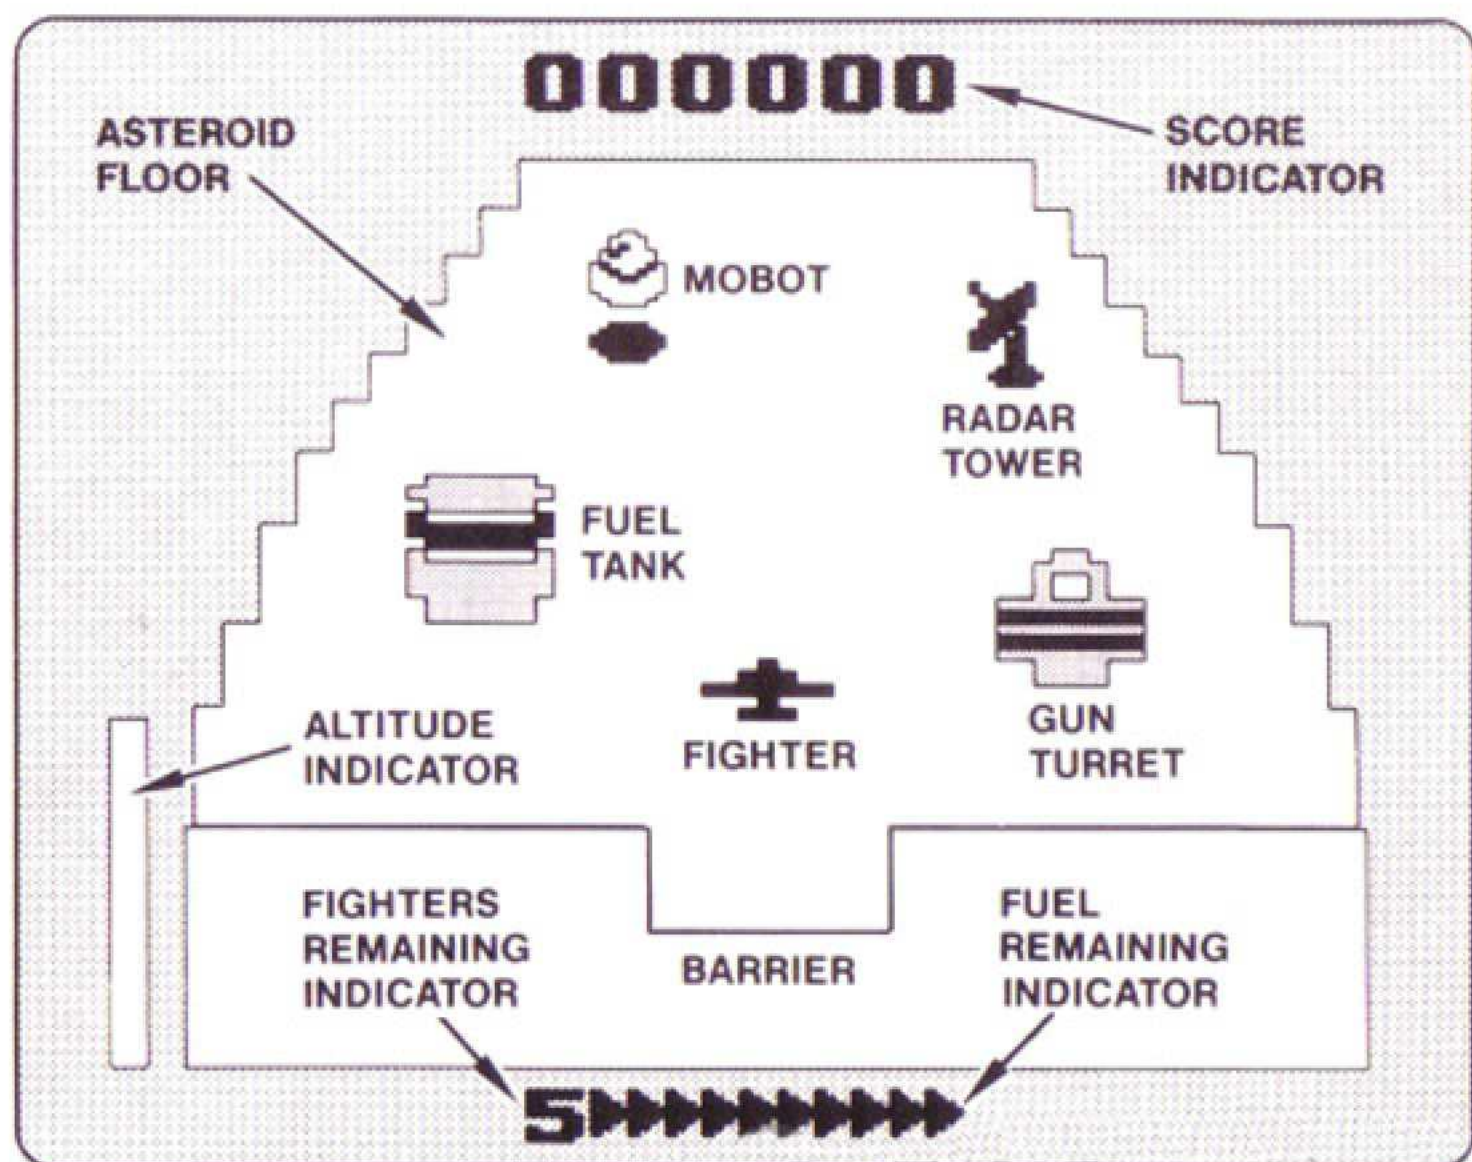 000000
ASTEROID
FLOOR
SCORE
INDICATOR
MOBOT
RADAR
TOWER
FUEL
TANK
ALTITUDE
INDICATOR
FIGHTER
GUN
TURRET
FIGHTERS
REMAINING
INDICATOR
BARRIER
FUEL
REMAINING
INDICATOR
5